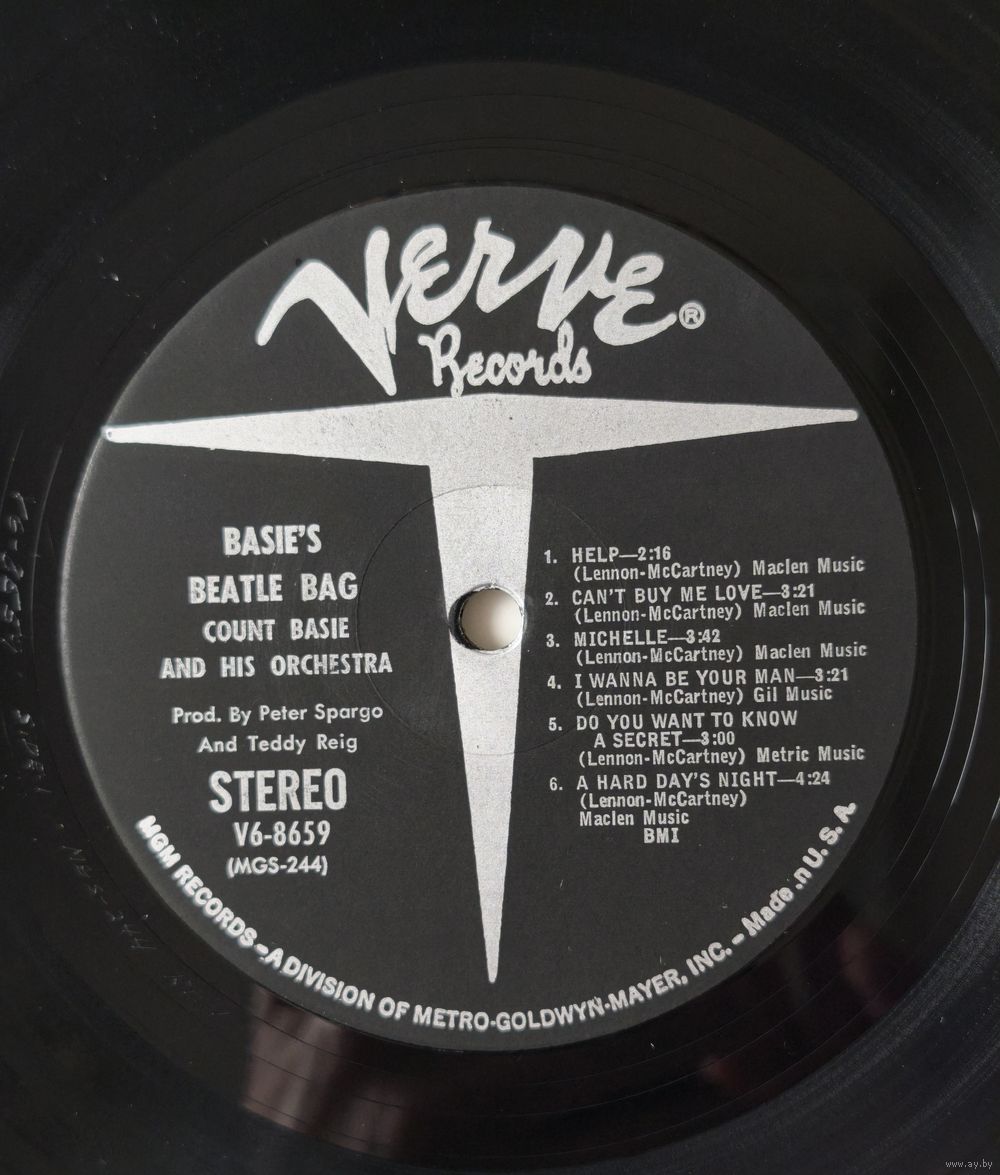 Verve ®
Records
BASIE'S
BEATLE BAG
COUNT BASIE
AND HIS ORCHESTRA
Prod. By Peter Spargo
And Teddy Reig
STEREO
V6-8659
(MGS-244)
1. HELP—2:16
(Lennon-McCartney) Maclen Music
2. CAN'T BUY ME LOVE—3:21
(Lennon-McCartney) Maclen Music
3. MICHELLE—3:42
(Lennon-McCartney) Maclen Music
4. I WANNA BE YOUR MAN—3:21
(Lennon-McCartney) Gil Music
5. DO YOU WANT TO KNOW
A SECRET—3:00
(Lennon-McCartney) Metric Music
6. A HARD DAY'S NIGHT—4:24
(Lennon-McCartney)
Maclen Music
BMI
MGM RECORDS – A DIVISION OF METRO-GOLDWYN-MAYER, INC. – Made in U. S. A.
www.ay.by